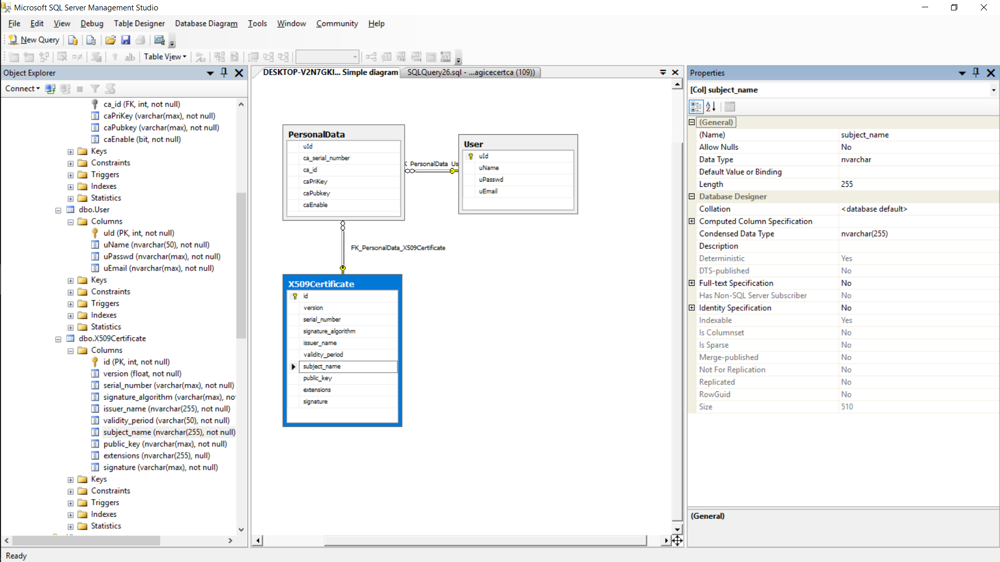 Microsoft SQL Server Management Studio
File Edit View Debug Table Designer Database Diagram Tools Window Community Help
New Query
Table View
Object Explorer
Connect
ca_id (FK, int, not null)
caPriKey (varchar(max), not null)
caPubkey (varchar(max), not null)
caEnable (bit, not null)
Keys
Constraints
Triggers
Indexes
Statistics
dbo.User
Columns
uId (PK, int, not null)
uName (nvarchar(50), not null)
uPasswd (nvarchar(max), not null)
uEmail (nvarchar(max), not null)
Keys
Constraints
Triggers
Indexes
Statistics
dbo.X509Certificate
Columns
id (PK, int, not null)
version (float, not null)
serial_number (varchar(max), not null)
signature_algorithm (varchar(max), no
issuer_name (nvarchar(255), not null)
validity_period (varchar(50), not null)
subject_name (nvarchar(255), not null)
public_key (nvarchar(max), not null)
extensions (nvarchar(255), null)
signature (varchar(max), not null)
Keys
Constraints
Triggers
Indexes
Statistics
DESKTOP-V2N7GKI... Simple diagram
SQLQuery26.sql - ...agicecertca (109))
PersonalData
uId
ca_serial_number
ca_id
caPriKey
caPubkey
caEnable
PersonalData_Us
User
uId
uName
uPasswd
uEmail
FK_PersonalData_X509Certificate
X509Certificate
id
version
serial_number
signature_algorithm
issuer_name
validity_period
subject_name
public_key
extensions
signature
Properties
[Col] subject_name
(General)
(Name) subject_name
Allow Nulls No
Data Type nvarchar
Default Value or Binding
Length 255
Database Designer
Collation <database default>
Computed Column Specification
Condensed Data Type nvarchar(255)
Description
Deterministic Yes
DTS-published No
Full-text Specification No
Has Non-SQL Server Subscriber No
Identity Specification No
Indexable Yes
Is Columnset No
Is Sparse No
Merge-published No
Not For Replication No
Replicated No
RowGuid No
Size 510
(General)
Ready